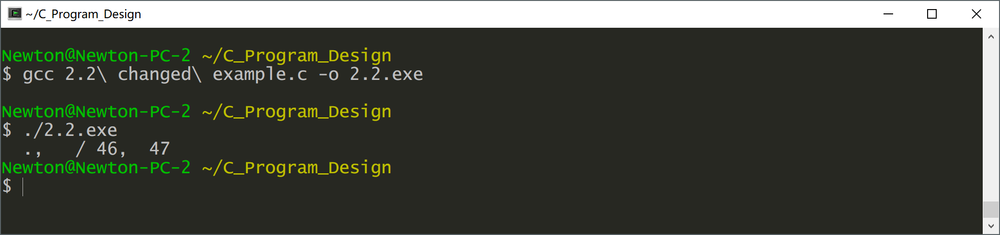 ~/C_Program_Design
Newton@Newton-PC-2 ~/C_Program_Design
$ gcc 2.2\ changed\ example.c -o 2.2.exe
Newton@Newton-PC-2 ~/C_Program_Design
$ ./2.2.exe
  .,   / 46,  47
Newton@Newton-PC-2 ~/C_Program_Design
$